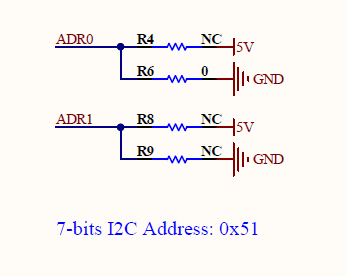 ADR0 R4 NC 5V
R6 0 GND
ADR1 R8 NC 5V
R9 NC GND
7-bits I2C Address: 0x51